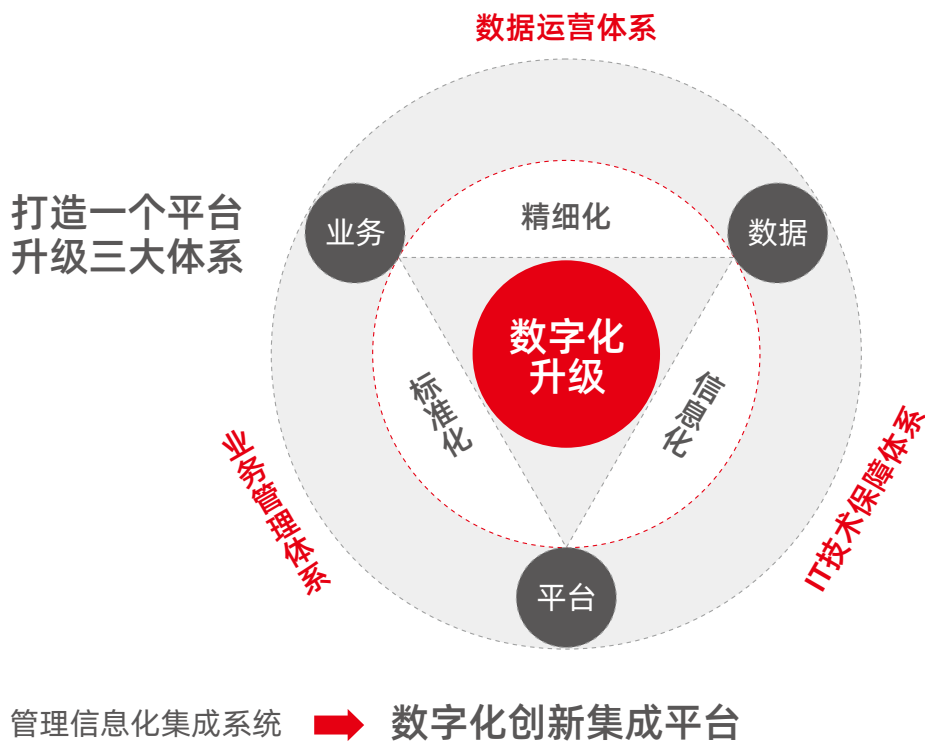 数据运营体系
打造一个平台
升级三大体系
业务
精细化
数据
数字化
升级
标准化
信息化
业务管理体系
IT技术保障体系
平台
管理信息化集成系统
数字化创新集成平台